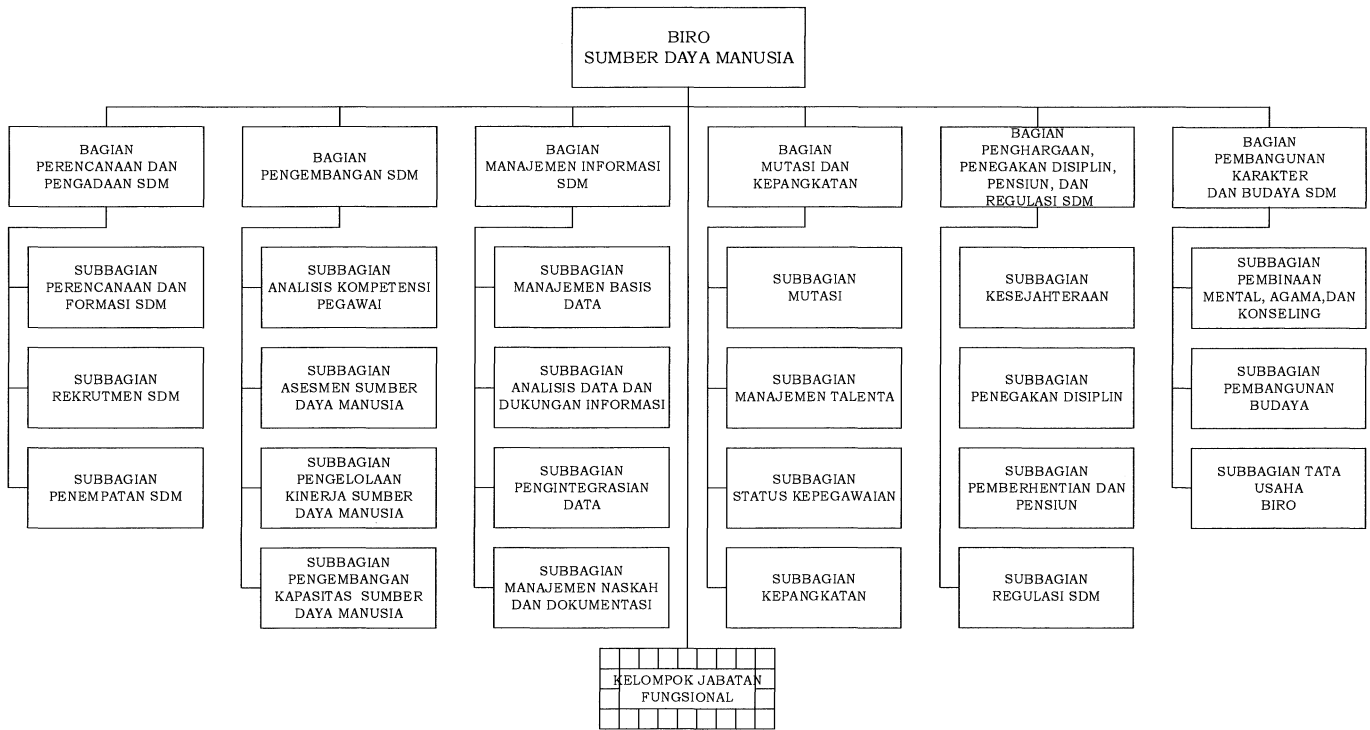 BIRO
SUMBER DAYA MANUSIA
BAGIAN
PERENCANAAN DAN
PENGADAAN SDM
BAGIAN
PENGEMBANGAN SDM
BAGIAN
MANAJEMEN INFORMASI
SDM
BAGIAN
MUTASI DAN
KEPANGKATAN
BAGIAN
PENGHARGAAN,
PENEGAKAN DISIPLIN,
PENSIUN, DAN
REGULASI SDM
BAGIAN
PEMBANGUNAN
KARAKTER
DAN BUDAYA SDM
SUBBAGIAN
PERENCANAAN DAN
FORMASI SDM
SUBBAGIAN
REKRUTMEN SDM
SUBBAGIAN
PENEMPATAN SDM
SUBBAGIAN
ANALISIS KOMPETENSI
PEGAWAI
SUBBAGIAN
ASESMEN SUMBER
DAYA MANUSIA
SUBBAGIAN
PENGELOLAAN
KINERJA SUMBER
DAYA MANUSIA
SUBBAGIAN
PENGEMBANGAN
KAPASITAS SUMBER
DAYA MANUSIA
SUBBAGIAN
MANAJEMEN BASIS
DATA
SUBBAGIAN
ANALISIS DATA DAN
DUKUNGAN INFORMASI
SUBBAGIAN
PENGINTEGRASIAN
DATA
SUBBAGIAN
MANAJEMEN NASKAH
DAN DOKUMENTASI
SUBBAGIAN
MUTASI
SUBBAGIAN
MANAJEMEN TALENTA
SUBBAGIAN
STATUS KEPEGAWAIAN
SUBBAGIAN
KEPANGKATAN
SUBBAGIAN
KESEJAHTERAAN
SUBBAGIAN
PENEGAKAN DISIPLIN
SUBBAGIAN
PEMBERHENTIAN DAN
PENSIUN
SUBBAGIAN
REGULASI SDM
SUBBAGIAN
PEMBINAAN
MENTAL, AGAMA,DAN
KONSELING
SUBBAGIAN
PEMBANGUNAN
BUDAYA
SUBBAGIAN TATA
USAHA
BIRO
KELOMPOK JABATAN
FUNGSIONAL